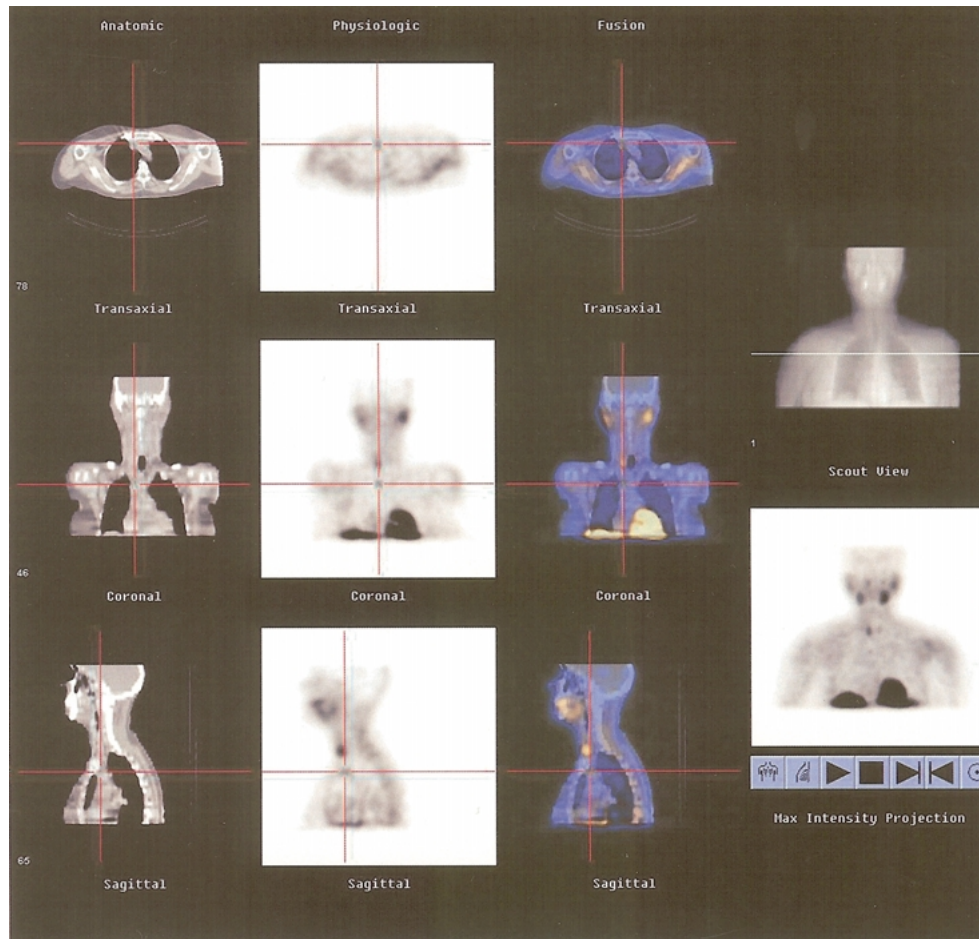 Anatomic Physiologic Fusion
78
Transaxial Transaxial Transaxial
1
Scout View
46
Coronal Coronal Coronal
Max Intensity Projection
65
Sagittal Sagittal Sagittal